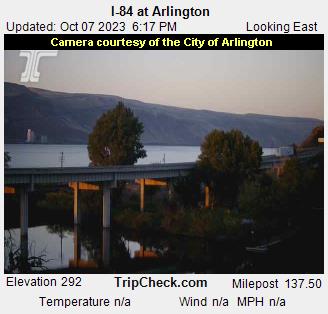 I-84 at Arlington
Updated: Oct 07 2023 6:17 PM Looking East
Camera courtesy of the City of Arlington
Elevation 292 TripCheck.com Milepost 137.50
Temperature n/a Wind n/a MPH n/a